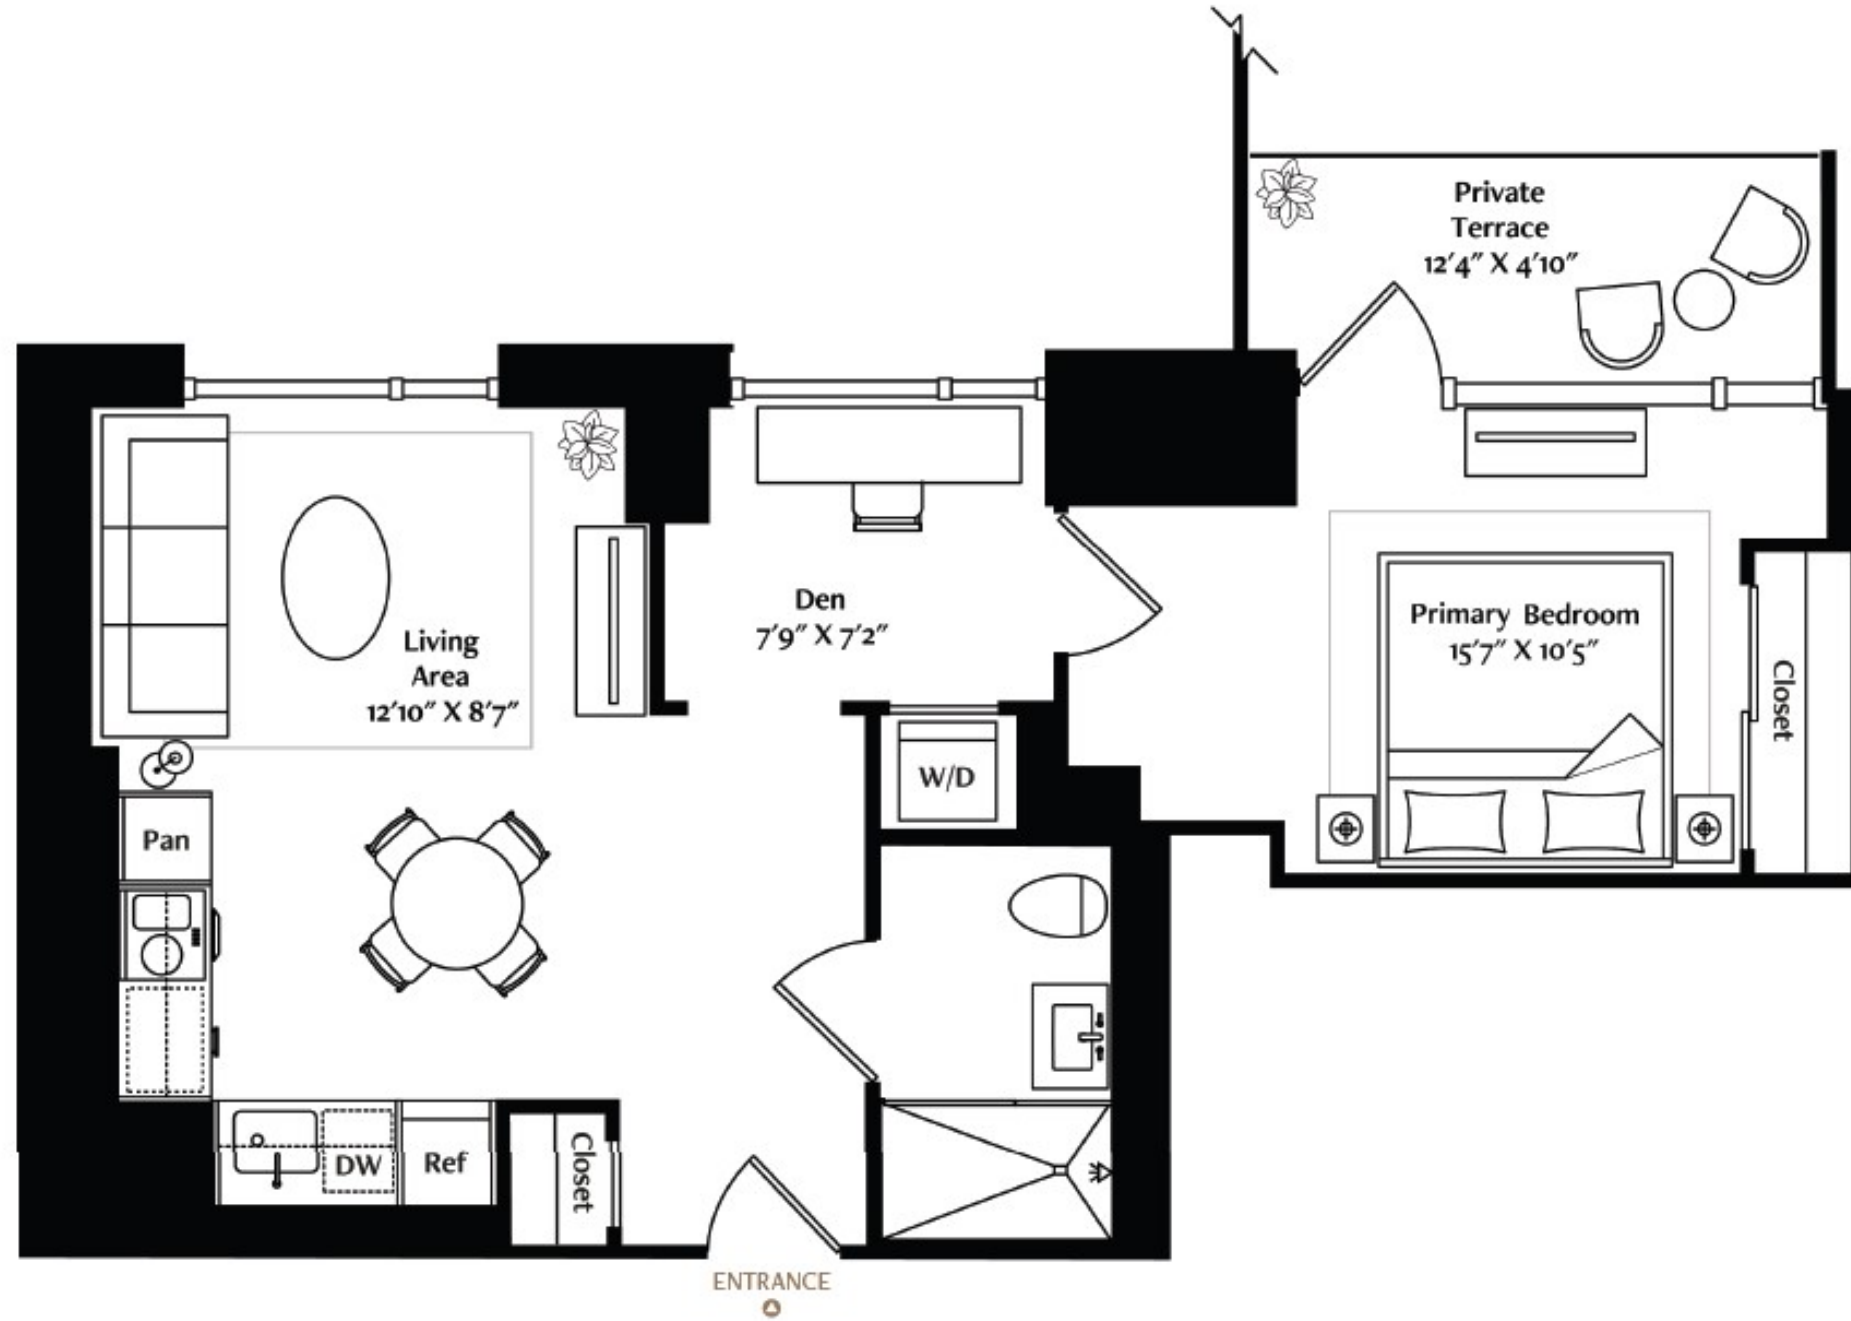 Private
Terrace
12'4" X 4'10"
Living
Area
12'10" X 8'7"
Den
7'9" X 7'2"
Primary Bedroom
15'7" X 10'5"
Closet
W/D
Pan
DW
Ref
Closet
ENTRANCE